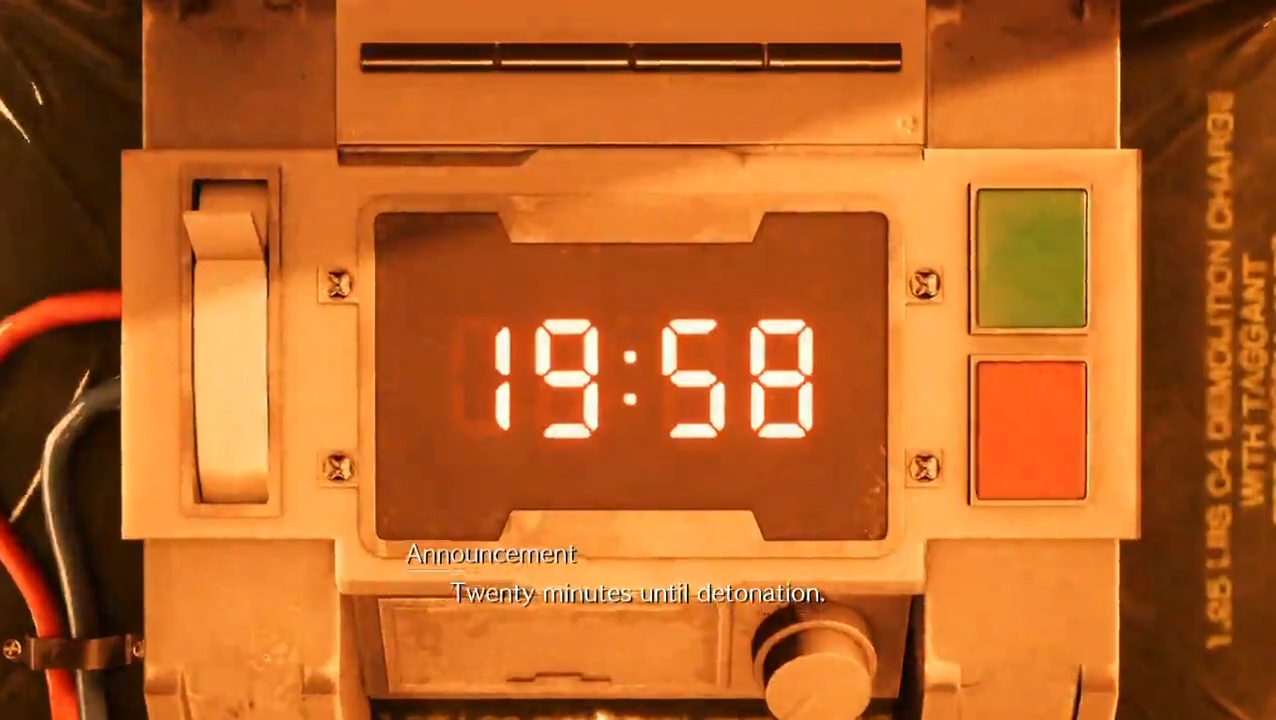 19:58
Announcement
Twenty minutes until detonation.
1.25 LBS C4 DEMOLITION CHARGE
WITH TAGGANT